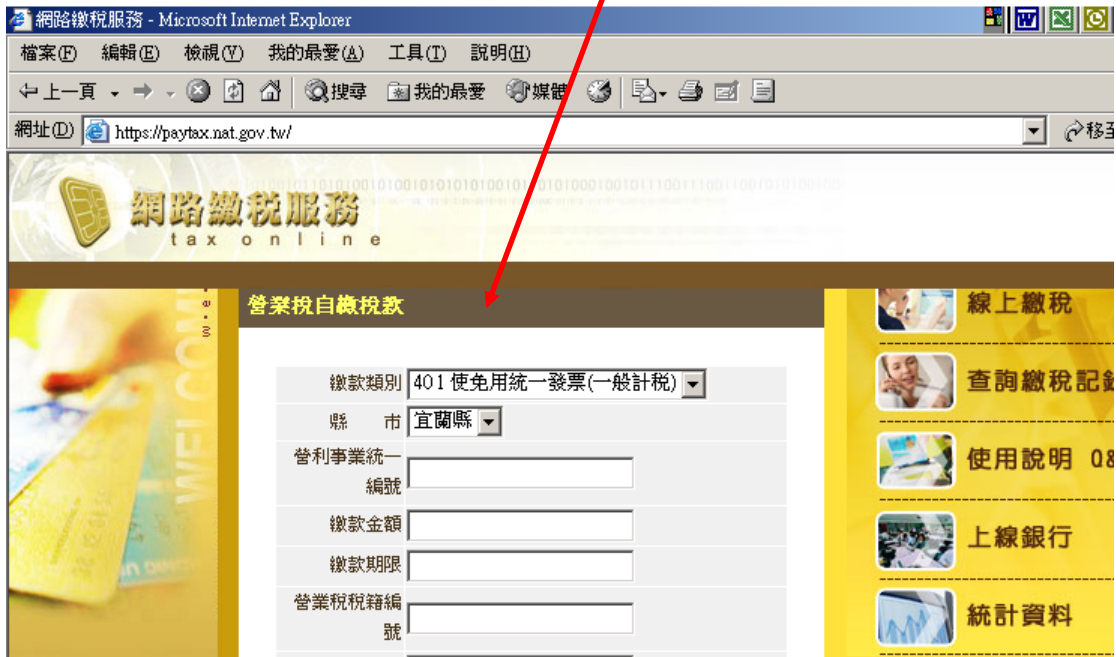 網路繳稅服務 - Microsoft Internet Explorer
檔案(F) 編輯(E) 檢視(V) 我的最愛(A) 工具(T) 說明(H)
上一頁 搜尋 我的最愛 媒體
網址(D) https://paytax.nat.gov.tw/ 移至
網路繳稅服務
tax online
WELCOM
營業稅自繳稅款
繳款類別 401使免用統一發票(一般計稅)
縣 市 宜蘭縣
營利事業統一
編號
繳款金額
繳款期限
營業稅稅籍編
號
線上繳稅
查詢繳稅記錄
使用說明 08
上線銀行
統計資料